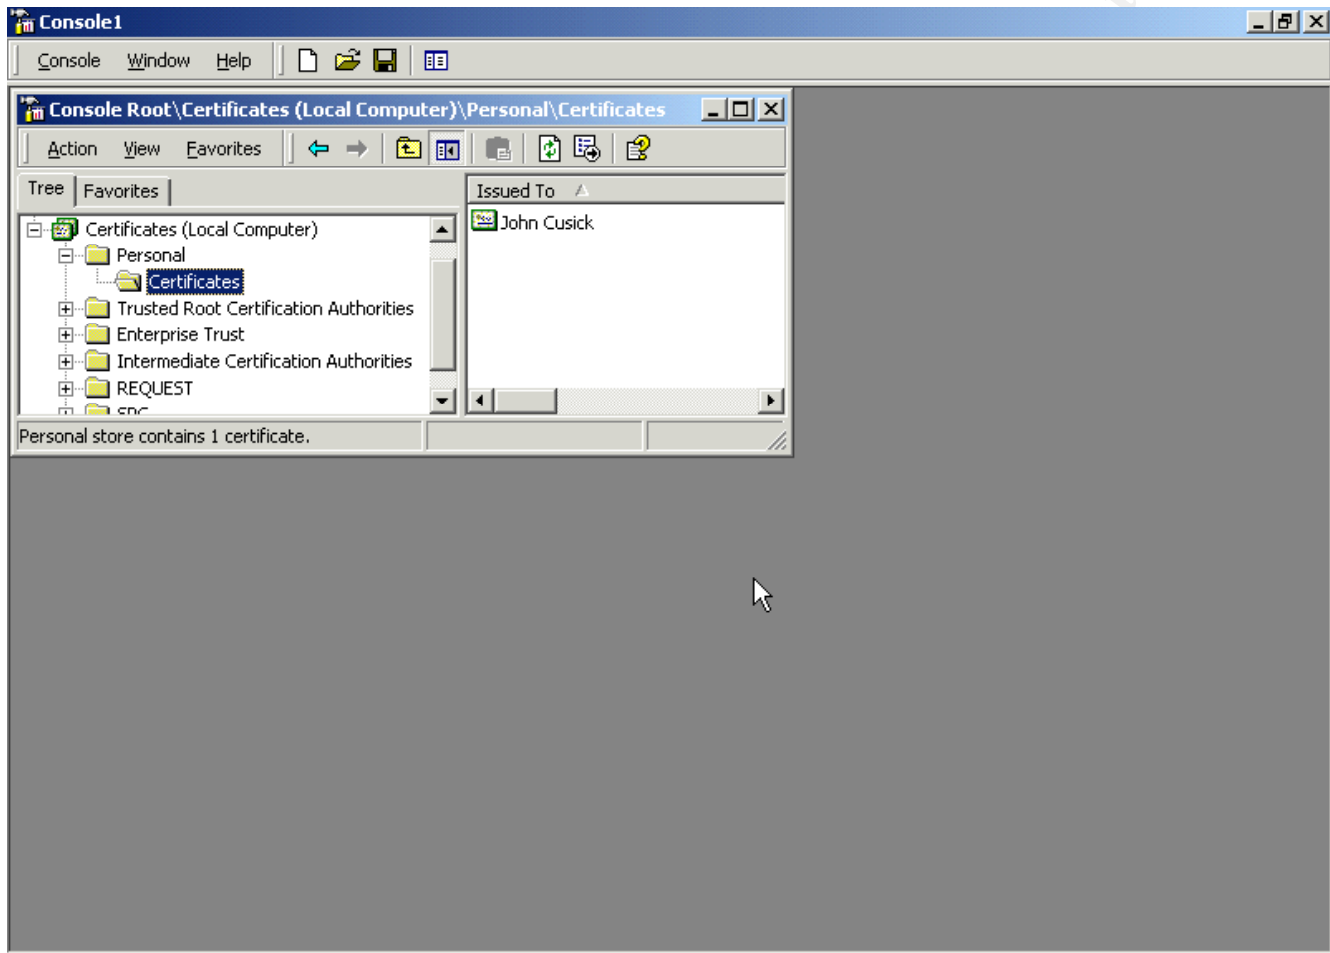 Console1
Console Window Help
Console Root\Certificates (Local Computer)\Personal\Certificates
Action View Favorites
Tree Favorites
Issued To
Certificates (Local Computer)
John Cusick
Personal
Certificates
Trusted Root Certification Authorities
Enterprise Trust
Intermediate Certification Authorities
REQUEST
SPC
Personal store contains 1 certificate.